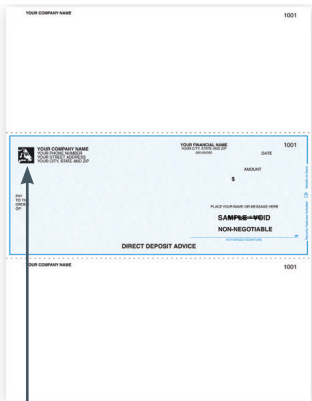 YOUR COMPANY NAME 1001
YOUR COMPANY NAME
YOUR PHONE NUMBER
YOUR STREET ADDRESS
YOUR CITY, STATE AND ZIP
YOUR FINANCIAL NAME 1001
YOUR CITY, STATE AND ZIP
DATE
AMOUNT
$
PAY
TO THE
ORDER
OF
PLACE YOUR NAME OR MESSAGE HERE
SAMPLE - VOID
NON-NEGOTIABLE
AUTHORIZED SIGNATURE
DIRECT DEPOSIT ADVICE
YOUR COMPANY NAME 1001